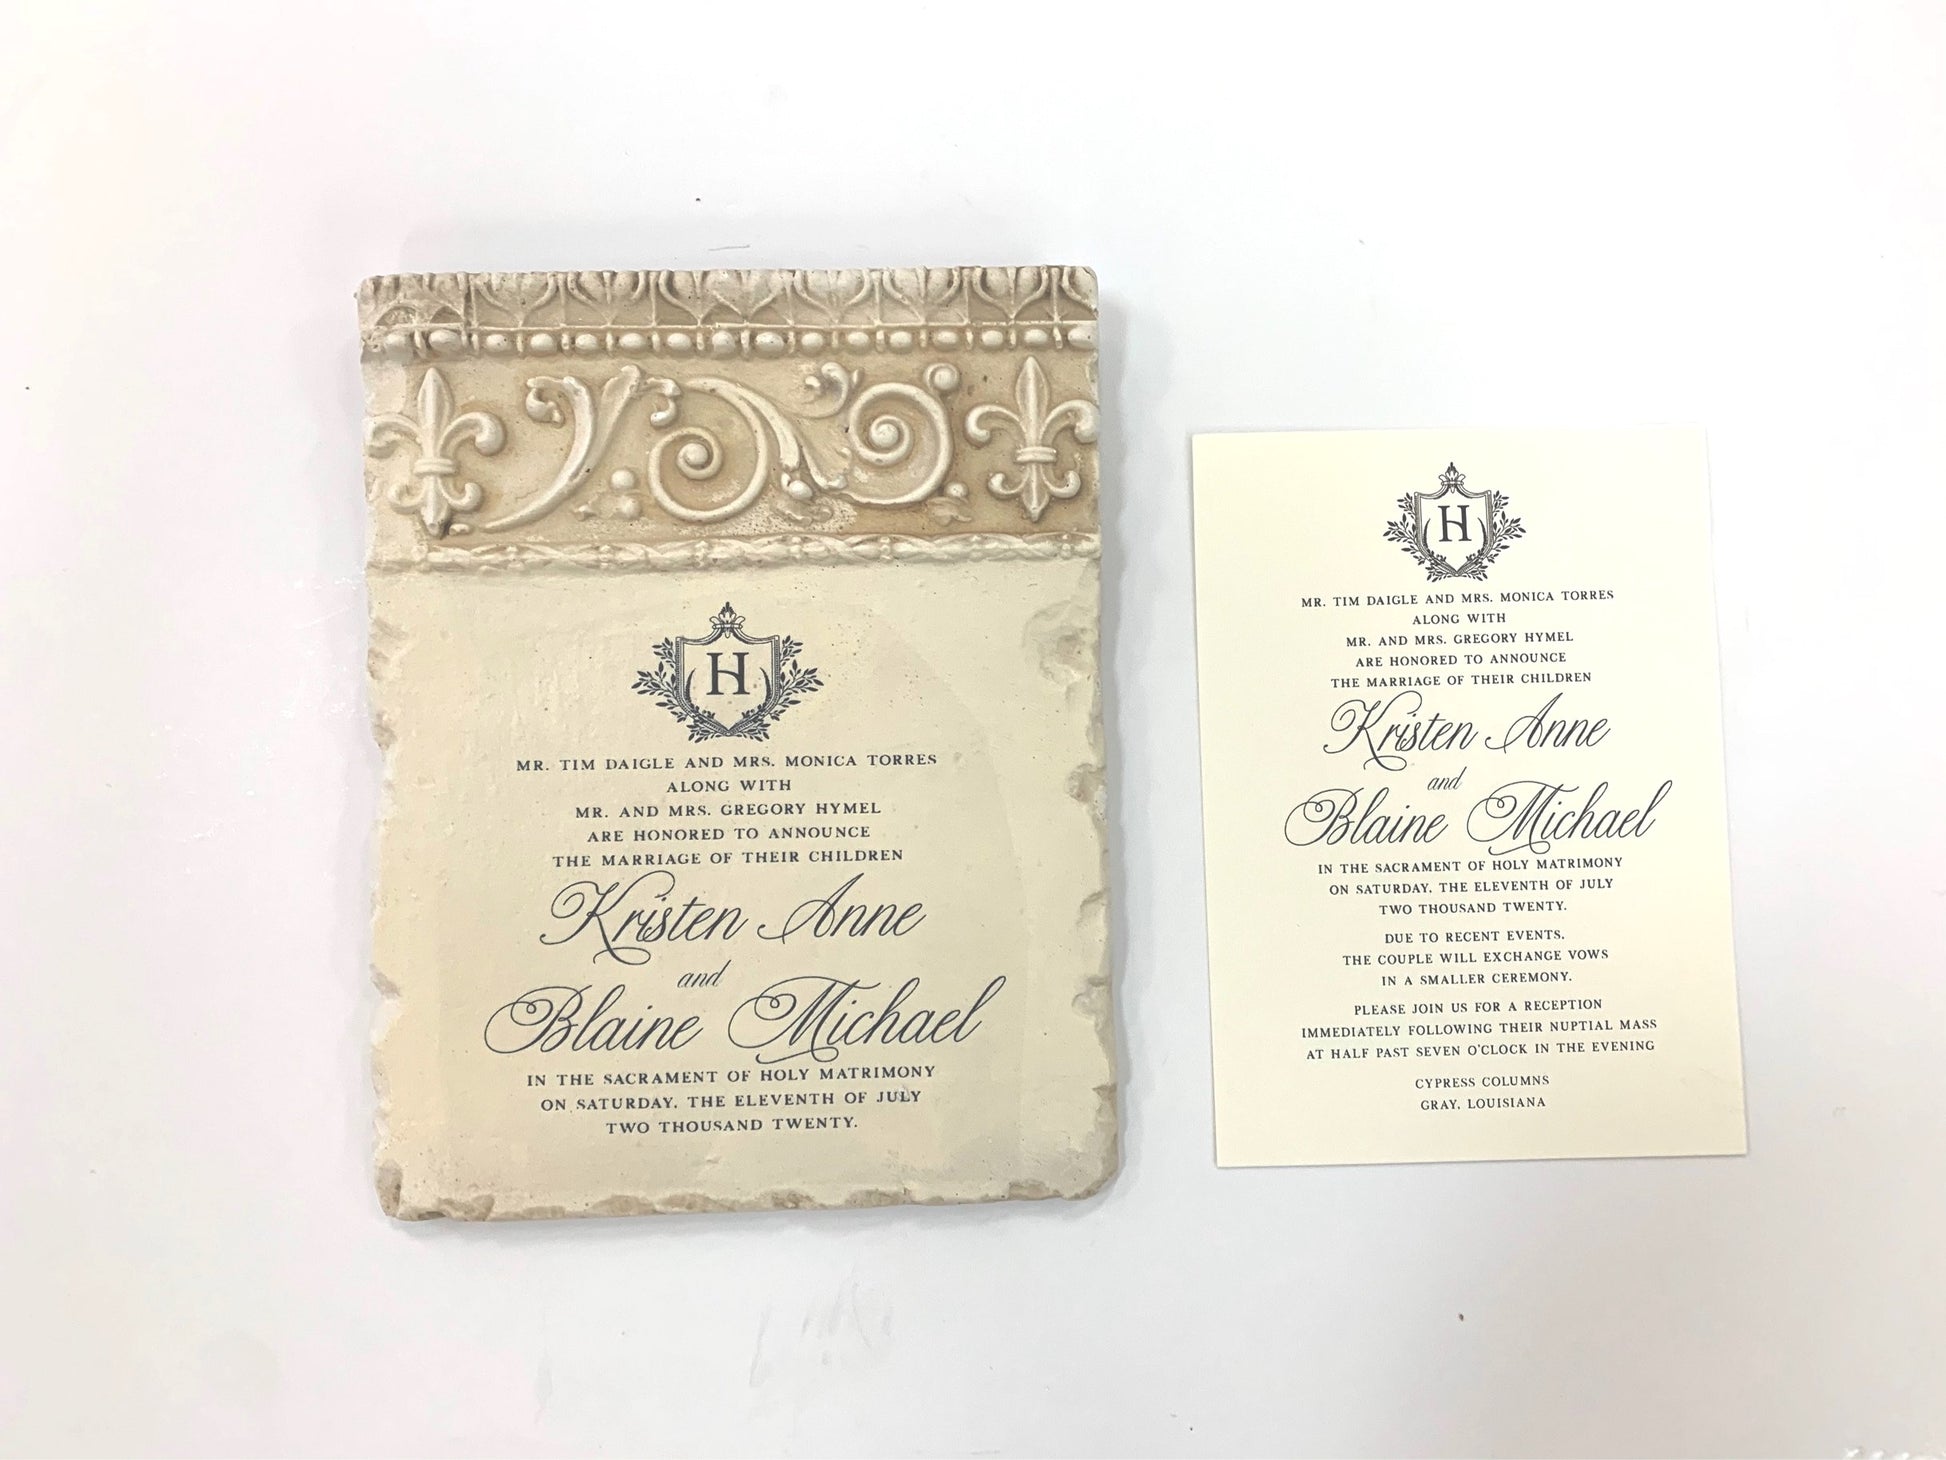 H
MR. TIM DAIGLE AND MRS. MONICA TORRES
ALONG WITH
MR. AND MRS. GREGORY HYMEL
ARE HONORED TO ANNOUNCE
THE MARRIAGE OF THEIR CHILDREN
Kristen Anne
and
Blaine Michael
IN THE SACRAMENT OF HOLY MATRIMONY
ON SATURDAY, THE ELEVENTH OF JULY
TWO THOUSAND TWENTY.
H
MR. TIM DAIGLE AND MRS. MONICA TORRES
ALONG WITH
MR. AND MRS. GREGORY HYMEL
ARE HONORED TO ANNOUNCE
THE MARRIAGE OF THEIR CHILDREN
Kristen Anne
and
Blaine Michael
IN THE SACRAMENT OF HOLY MATRIMONY
ON SATURDAY, THE ELEVENTH OF JULY
TWO THOUSAND TWENTY.
DUE TO RECENT EVENTS,
THE COUPLE WILL EXCHANGE VOWS
IN A SMALLER CEREMONY.
PLEASE JOIN US FOR A RECEPTION
IMMEDIATELY FOLLOWING THEIR NUPTIAL MASS
AT HALF PAST SEVEN O'CLOCK IN THE EVENING
CYPRESS COLUMNS
GRAY, LOUISIANA